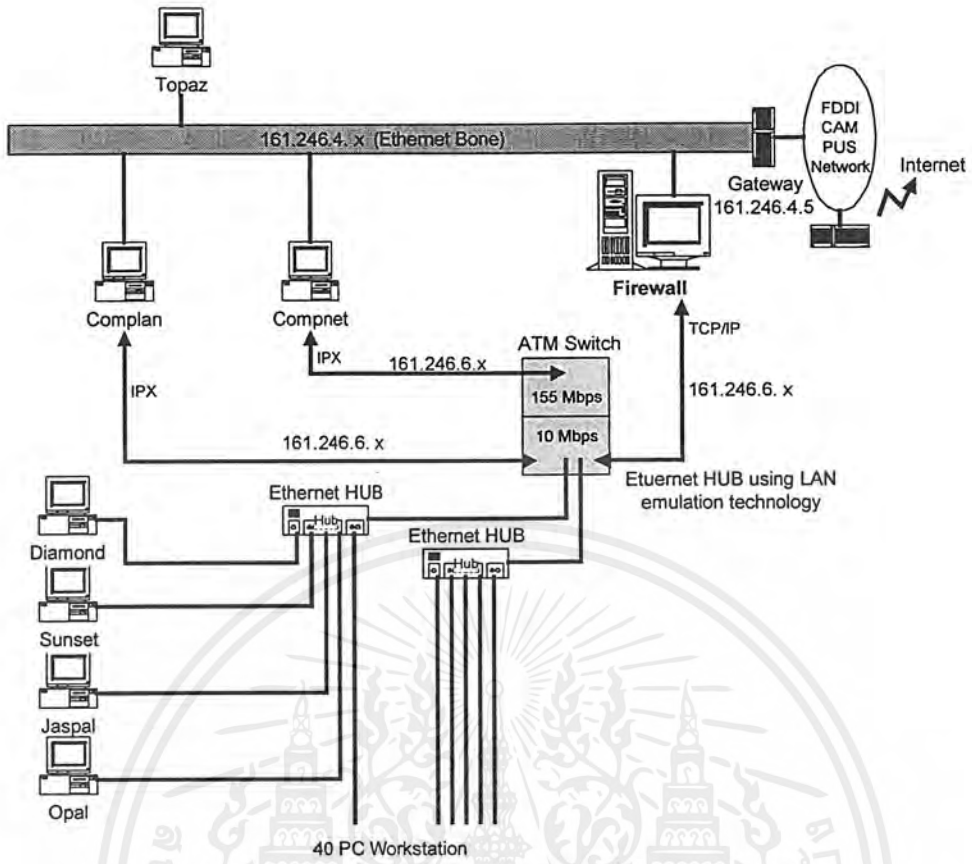 Topaz
161.246.4. x (Ethernet Bone)
FDDI
CAM
PUS
Network
Internet
Gateway
161.246.4.5
Firewall
Complan
Compnet
TCP/IP
ATM Switch
IPX
161.246.6.x
IPX
155 Mbps
161.246.6. x
161.246.6. x
10 Mbps
Etuernet HUB using LAN
emulation technology
Ethernet HUB
Hub
Ethernet HUB
Hub
Diamond
Sunset
Jaspal
Opal
40 PC Workstation